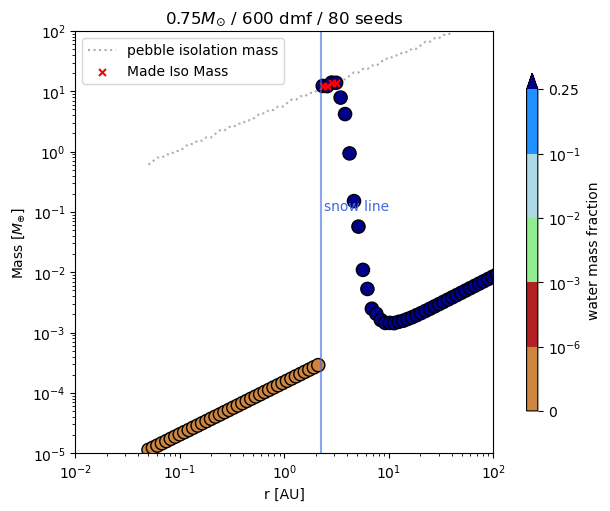 0.75M⊙ / 600 dmf / 80 seeds
pebble isolation mass
Made Iso Mass
snow line
Mass [M⊕]
10²
10¹
10⁰
10⁻¹
10⁻²
10⁻³
10⁻⁴
10⁻⁵
10⁻² 10⁻¹ 10⁰ 10¹ 10²
r [AU]
0.25
10⁻¹
10⁻²
10⁻³
10⁻⁶
0
water mass fraction